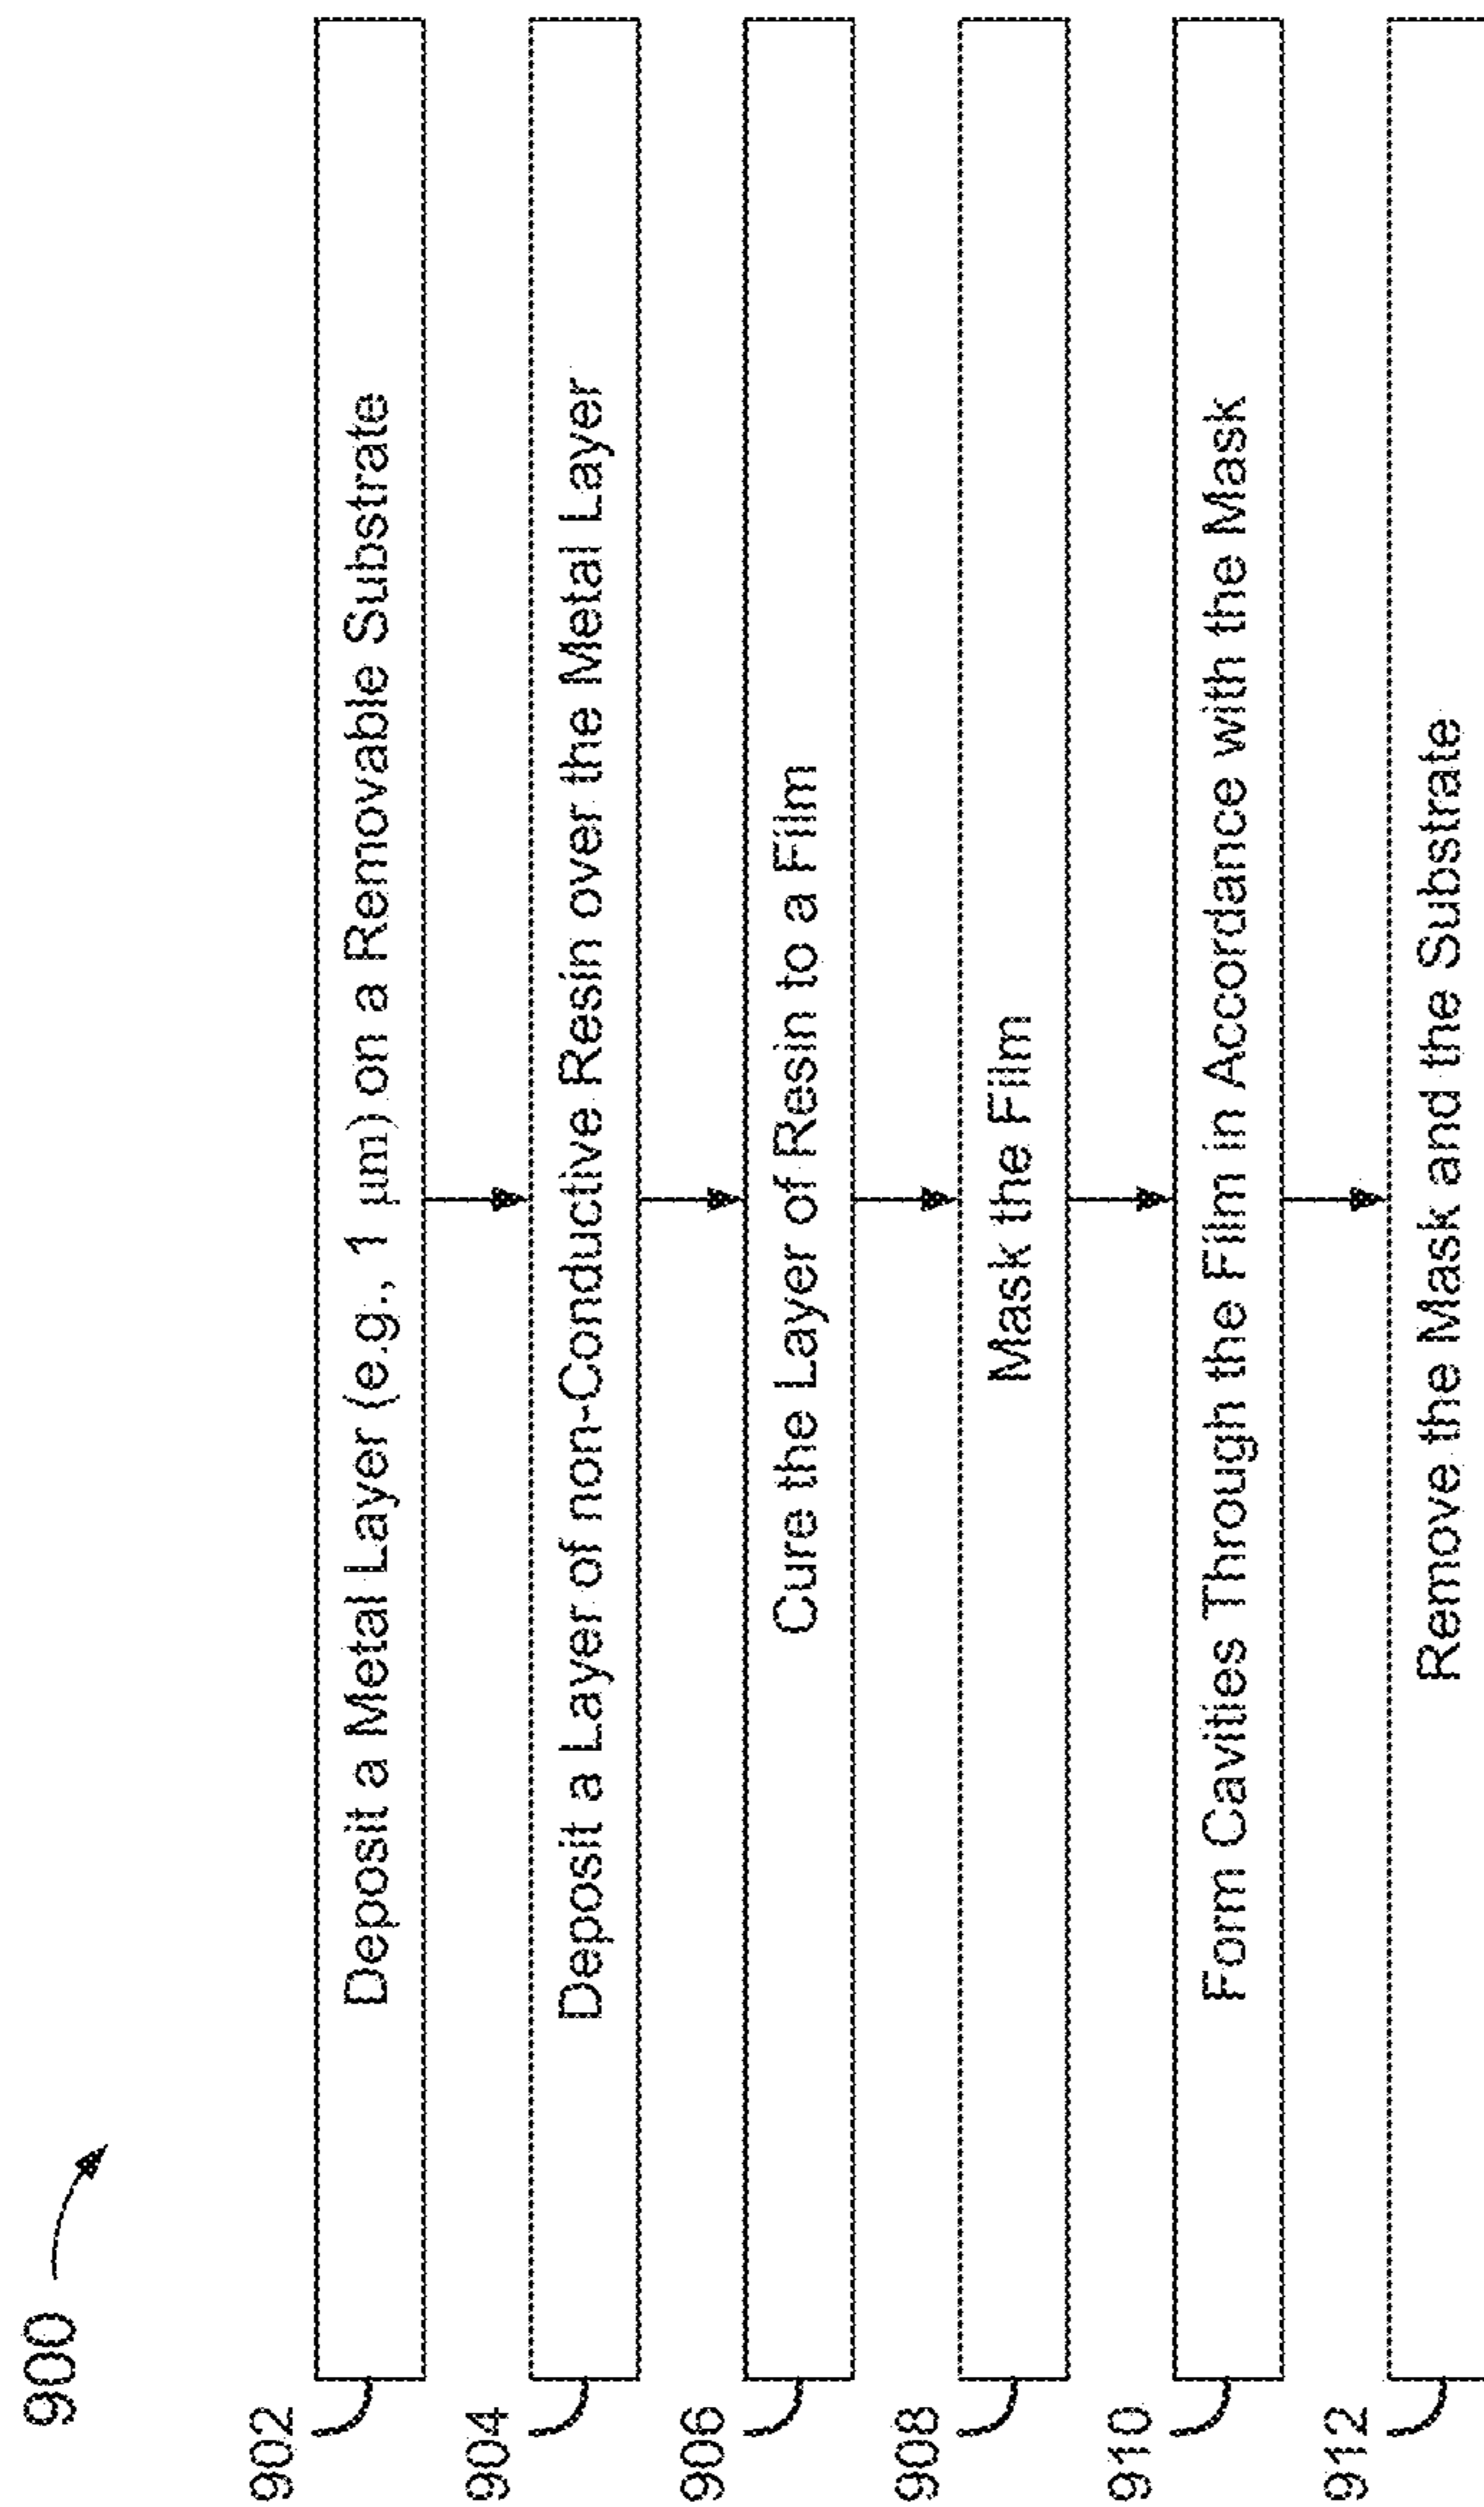 900
902
Deposit a Metal Layer (e.g., 1 µm) on a Removable Substrate
904
Deposit a Layer of non-Conductive Resin over the Metal Layer
906
Cure the Layer of Resin to a Film
908
Mask the Film
910
Form Cavities Through the Film in Accordance with the Mask
912
Remove the Mask and the Substrate